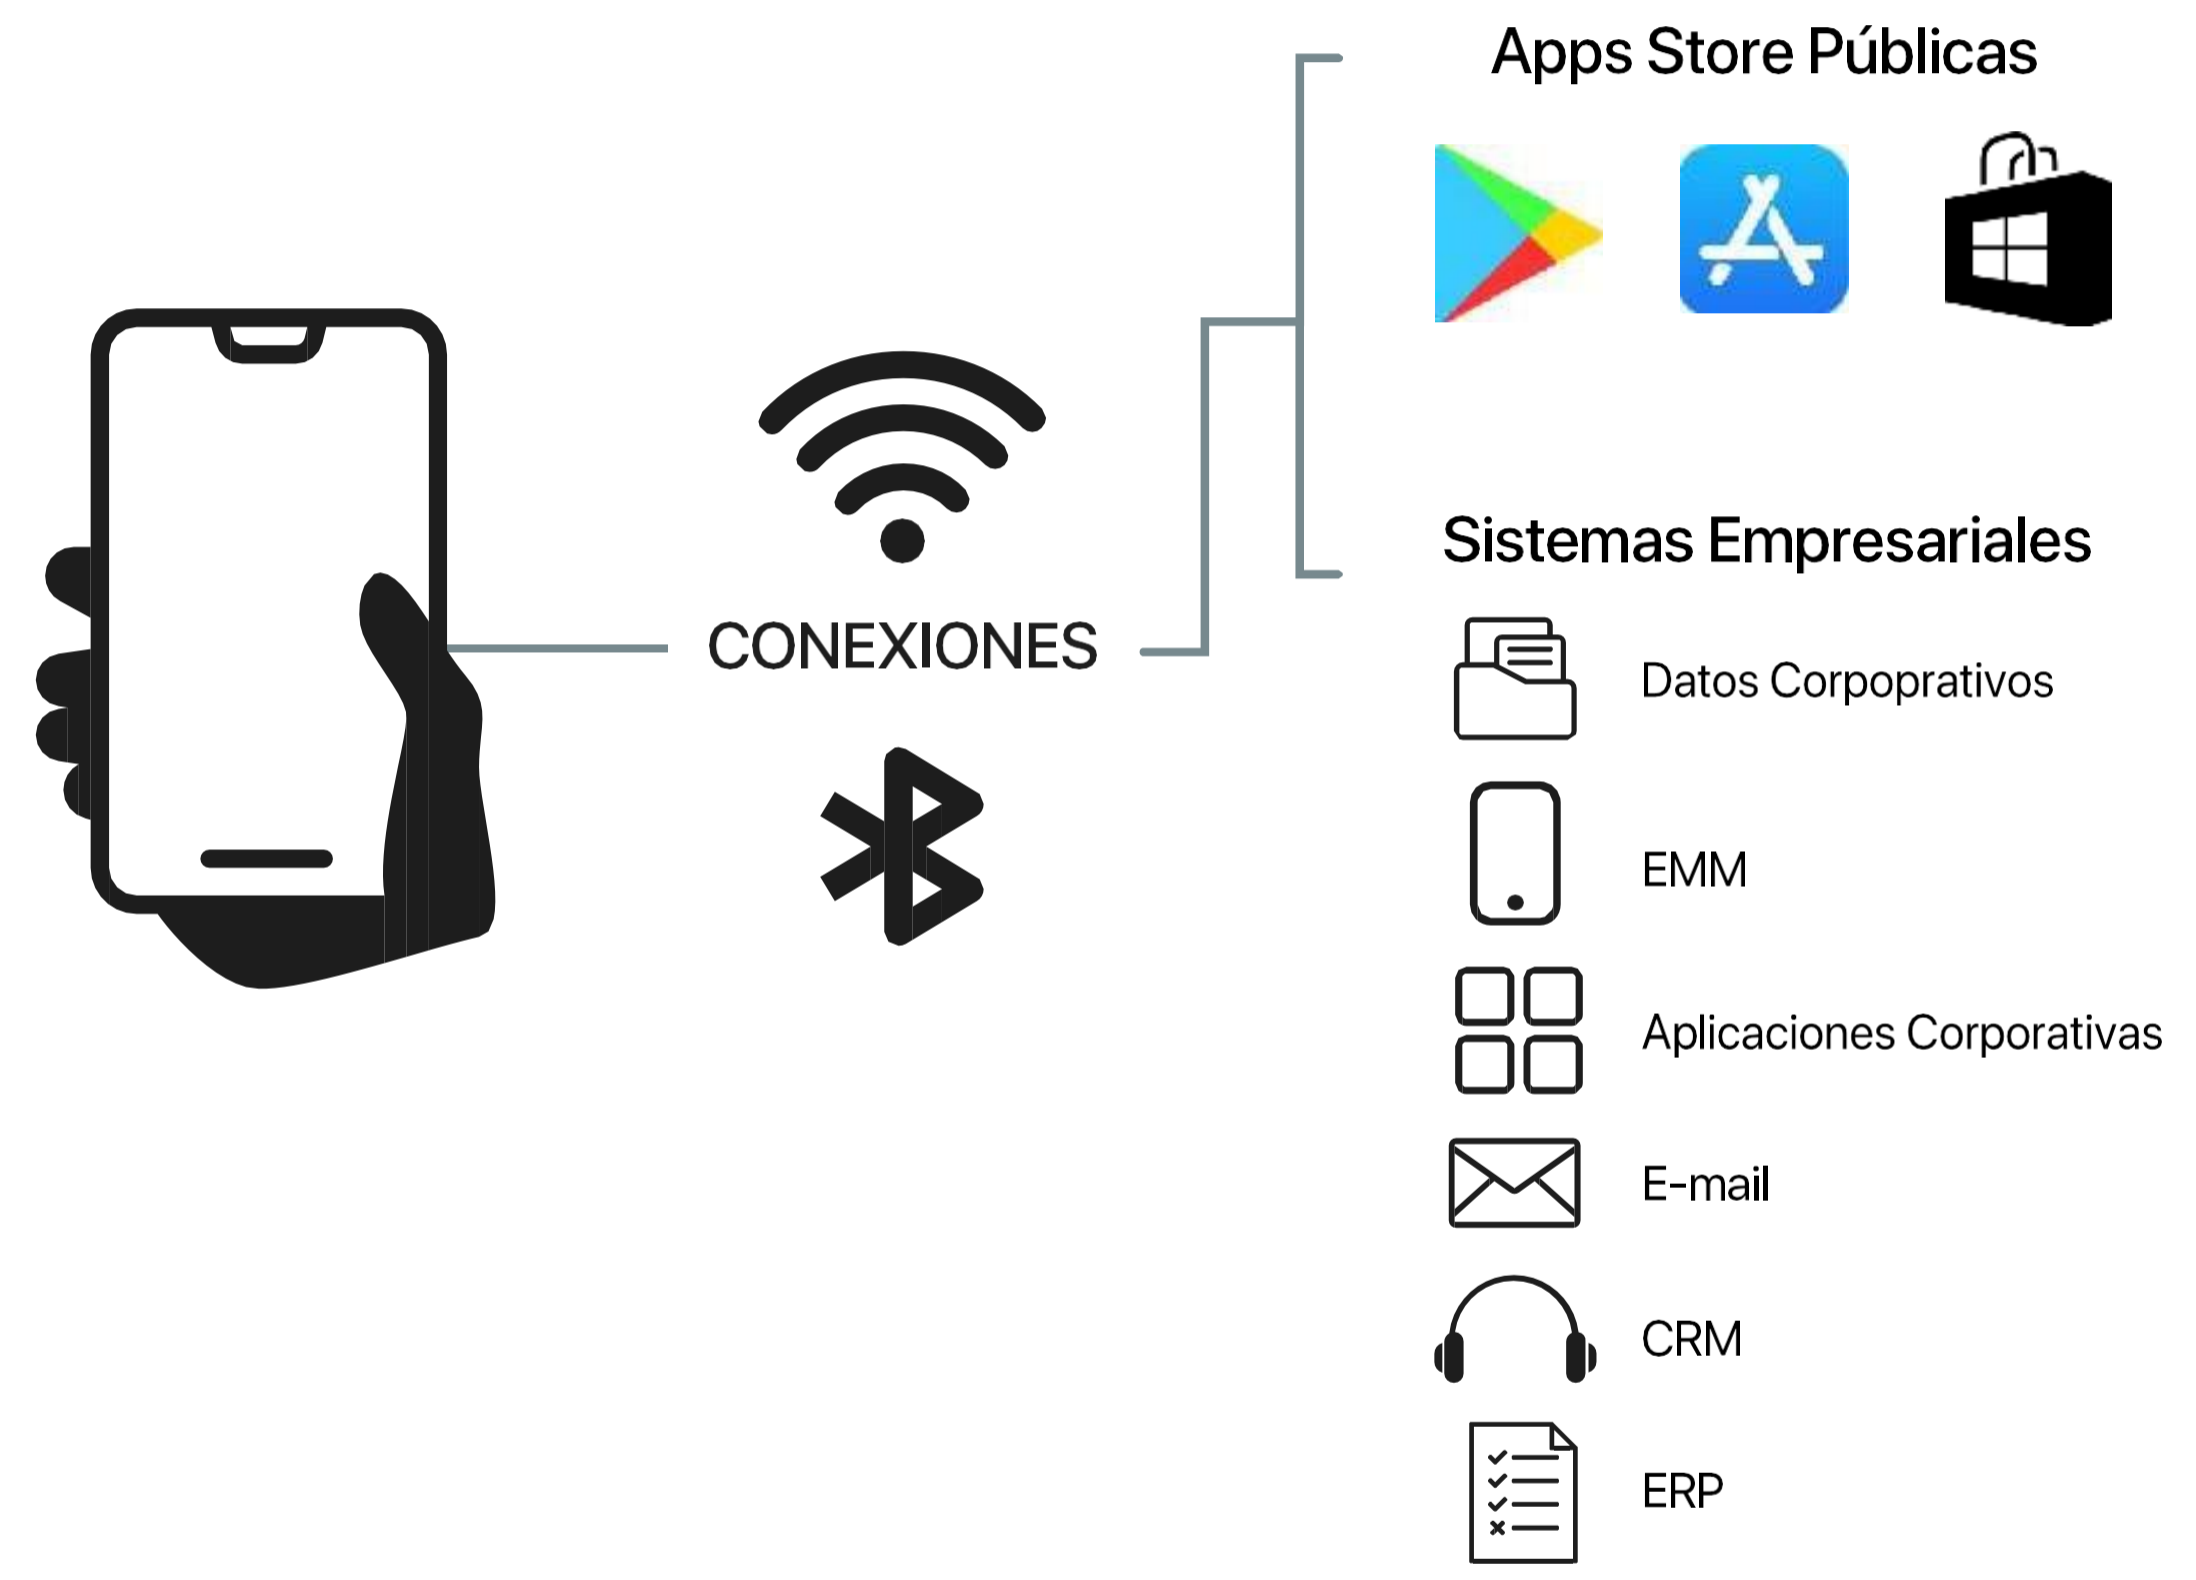 Apps Store Públicas
CONEXIONES
Sistemas Empresariales
Datos Corpoprativos
EMM
Aplicaciones Corporativas
E-mail
CRM
ERP